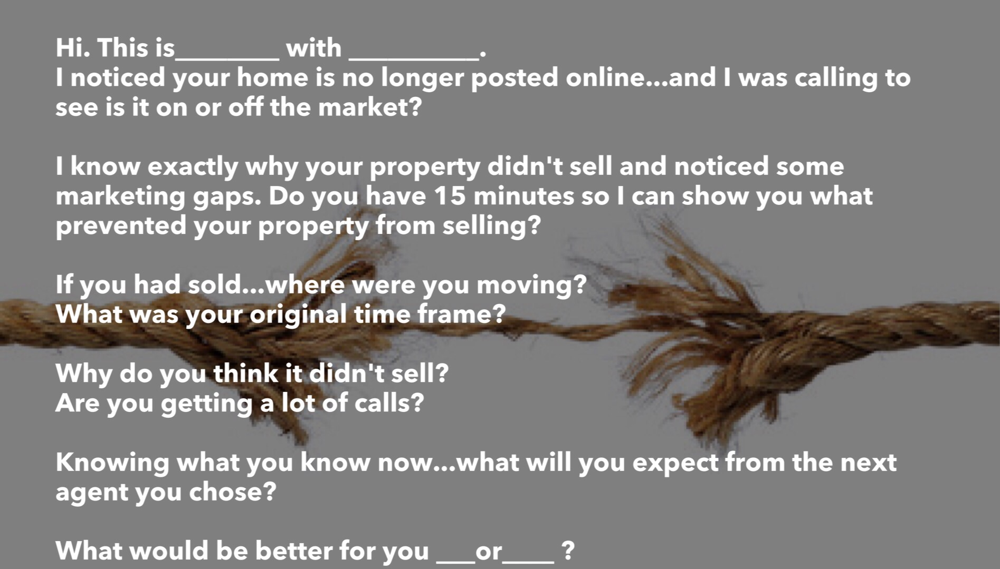 Hi. This is________ with __________.
I noticed your home is no longer posted online...and I was calling to
see is it on or off the market?
I know exactly why your property didn't sell and noticed some
marketing gaps. Do you have 15 minutes so I can show you what
prevented your property from selling?
If you had sold...where were you moving?
What was your original time frame?
Why do you think it didn't sell?
Are you getting a lot of calls?
Knowing what you know now...what will you expect from the next
agent you chose?
What would be better for you ___or____ ?